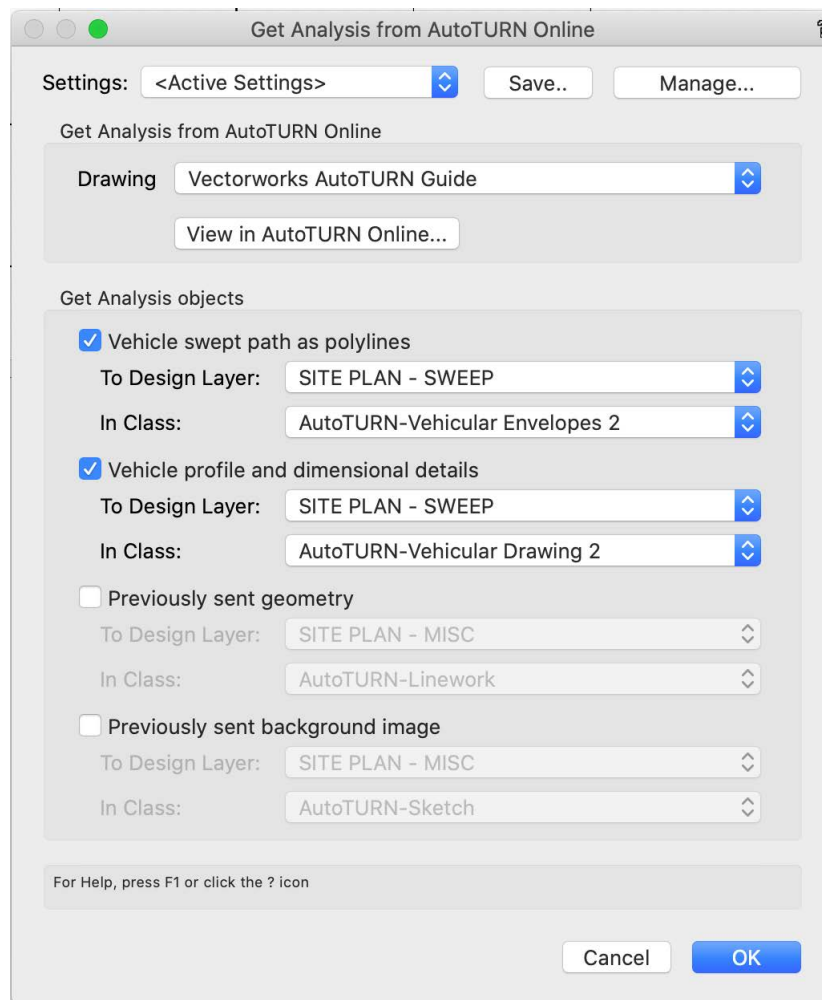 Get Analysis from AutoTURN Online
Settings: <Active Settings> Save.. Manage...
Get Analysis from AutoTURN Online
Drawing Vectorworks AutoTURN Guide
View in AutoTURN Online...
Get Analysis objects
Vehicle swept path as polylines
To Design Layer: SITE PLAN - SWEEP
In Class: AutoTURN-Vehicular Envelopes 2
Vehicle profile and dimensional details
To Design Layer: SITE PLAN - SWEEP
In Class: AutoTURN-Vehicular Drawing 2
Previously sent geometry
To Design Layer: SITE PLAN - MISC
In Class: AutoTURN-Linework
Previously sent background image
To Design Layer: SITE PLAN - MISC
In Class: AutoTURN-Sketch
For Help, press F1 or click the ? icon
Cancel OK